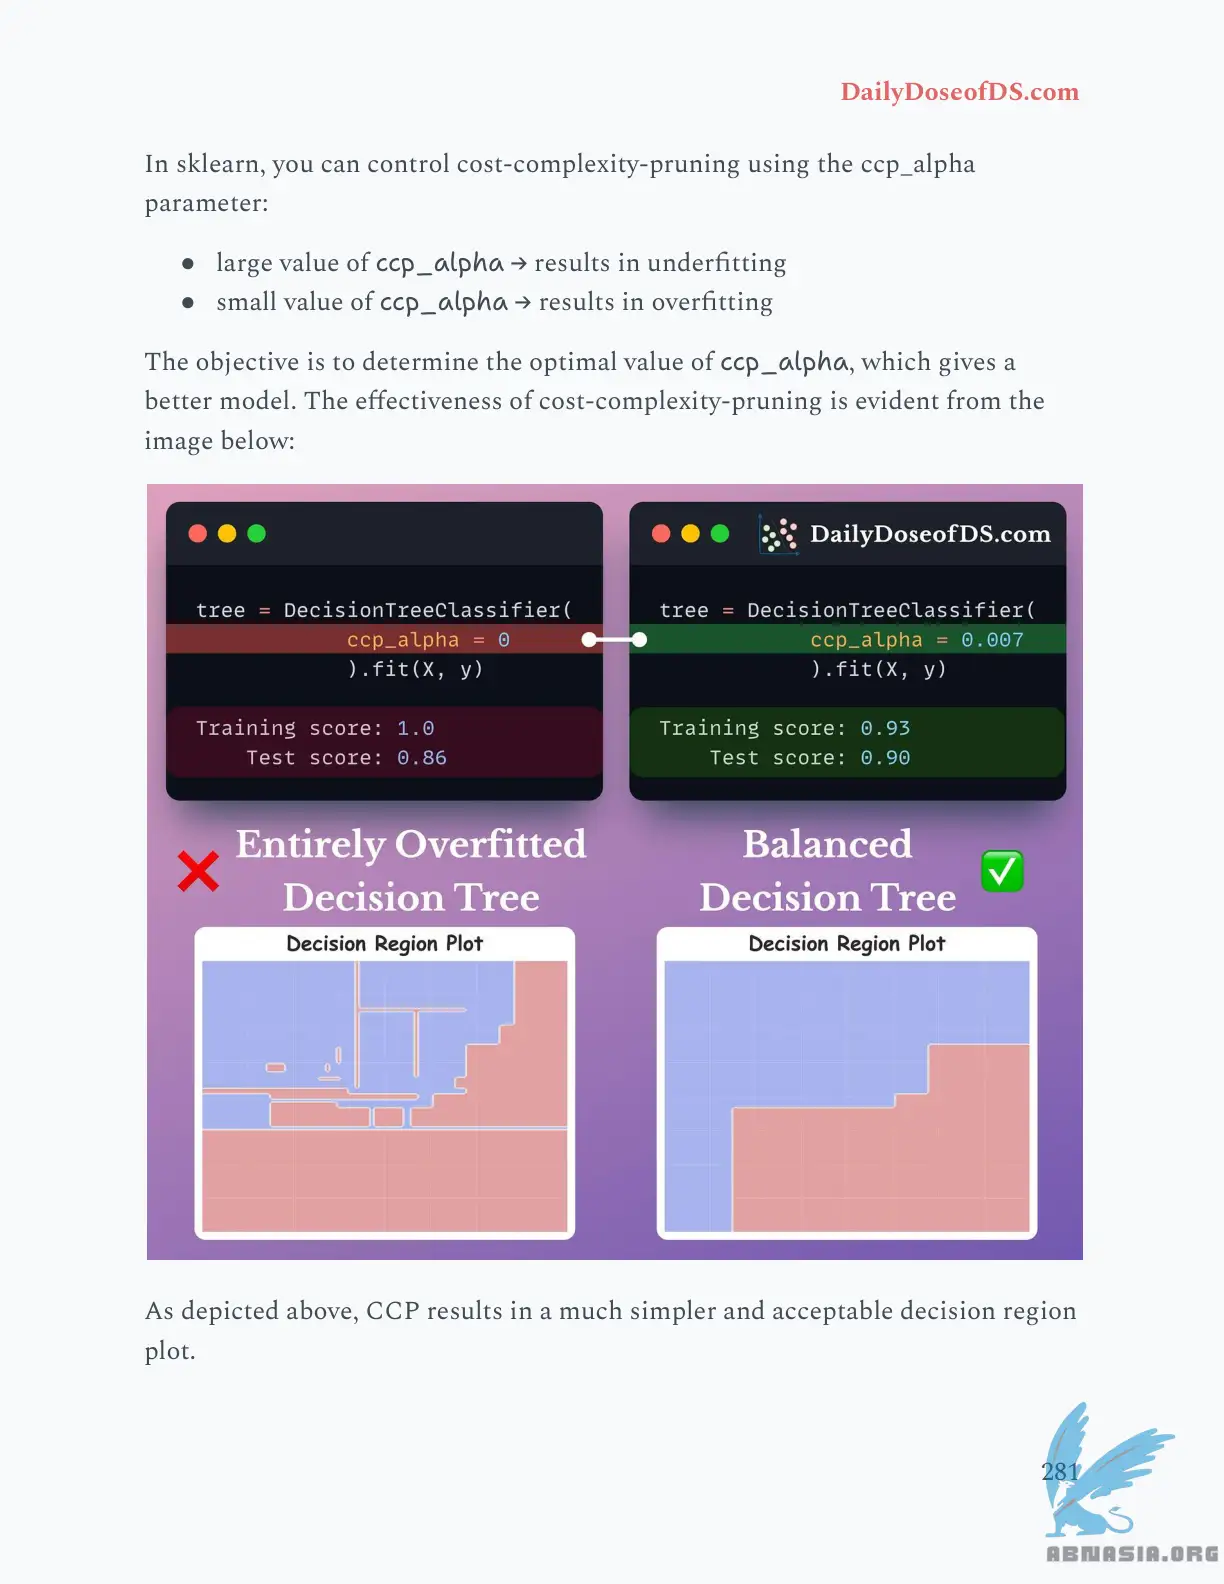 DailyDoseofDS.com
In sklearn, you can control cost-complexity-pruning using the ccp_alpha
parameter:
● large value of ccp_alpha → results in underfitting
● small value of ccp_alpha → results in overfitting
The objective is to determine the optimal value of ccp_alpha, which gives a
better model. The effectiveness of cost-complexity-pruning is evident from the
image below:
tree = DecisionTreeClassifier(
ccp_alpha = 0
).fit(X, y)
Training score: 1.0
Test score: 0.86
DailyDoseofDS.com
tree = DecisionTreeClassifier(
ccp_alpha = 0.007
).fit(X, y)
Training score: 0.93
Test score: 0.90
Entirely Overfitted
Decision Tree
Balanced
Decision Tree
Decision Region Plot
Decision Region Plot
As depicted above, CCP results in a much simpler and acceptable decision region
plot.
281
ABNASIA.ORG